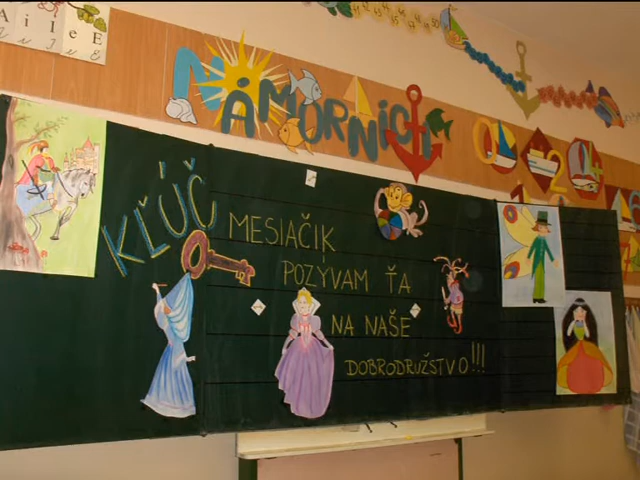 A i L e E
NÁMORNÍCI
KĽÚČ
MESIAČIK
POZÝVAM ŤA
NA NAŠE
DOBRODRUŽSTVO!!!